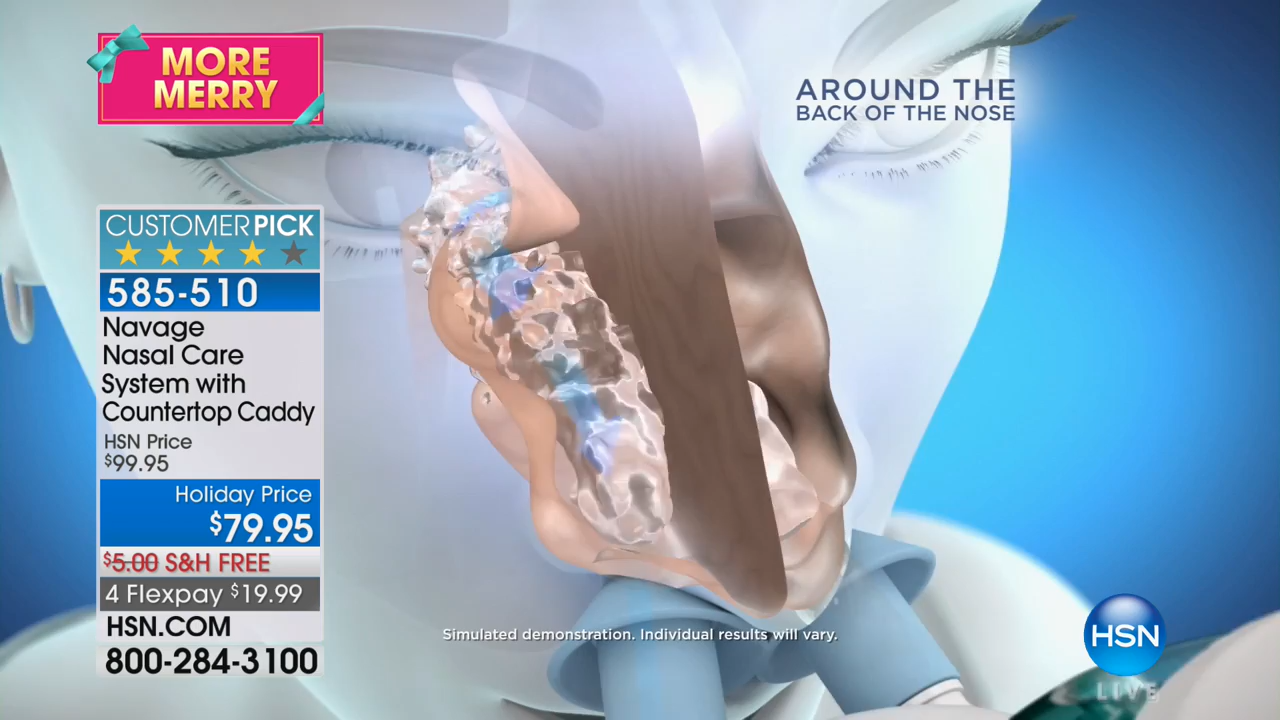 MORE
MERRY
AROUND THE
BACK OF THE NOSE
CUSTOMER PICK
585-510
Navage
Nasal Care
System with
Countertop Caddy
HSN Price
$99.95
Holiday Price
$79.95
$5.00 S&H FREE
4 Flexpay $19.99
HSN.COM
800-284-3100
Simulated demonstration. Individual results will vary.
HSN
LIVE